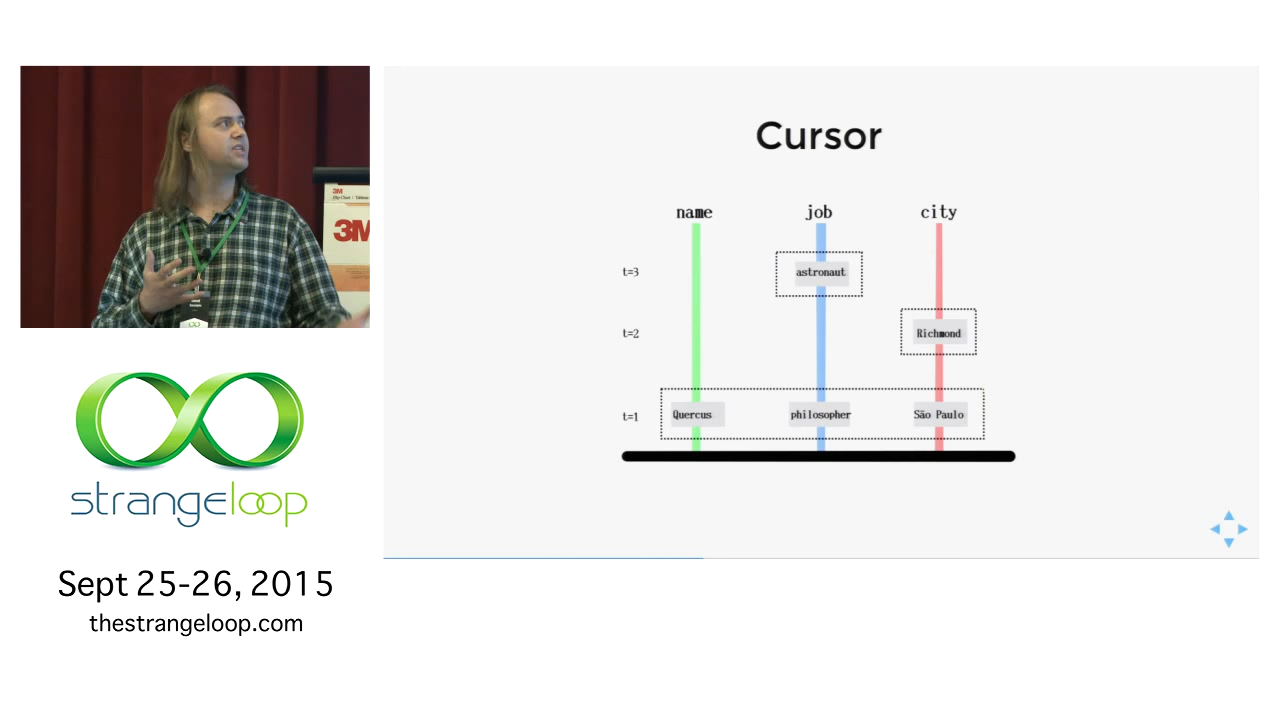 3M
3M
Cursor
name job city
t=3 astronaut
t=2 Richmond
t=1 Quercus philosopher São Paulo
strangeloop
Sept 25-26, 2015
thestrangeloop.com